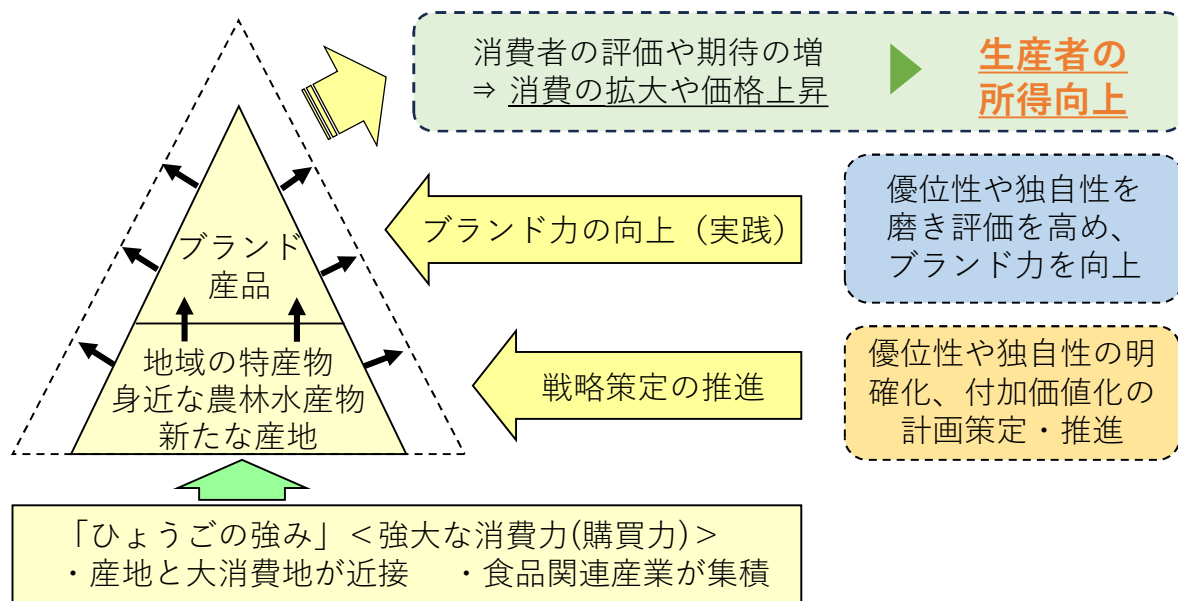 消費者の評価や期待の増
⇒ 消費の拡大や価格上昇
生産者の
所得向上
ブランド
産品
ブランド力の向上（実践）
優位性や独自性を
磨き評価を高め、
ブランド力を向上
地域の特産物
身近な農林水産物
新たな産地
戦略策定の推進
優位性や独自性の明
確化、付加価値化の
計画策定・推進
「ひょうごの強み」＜強大な消費力(購買力)＞
・産地と大消費地が近接　・食品関連産業が集積